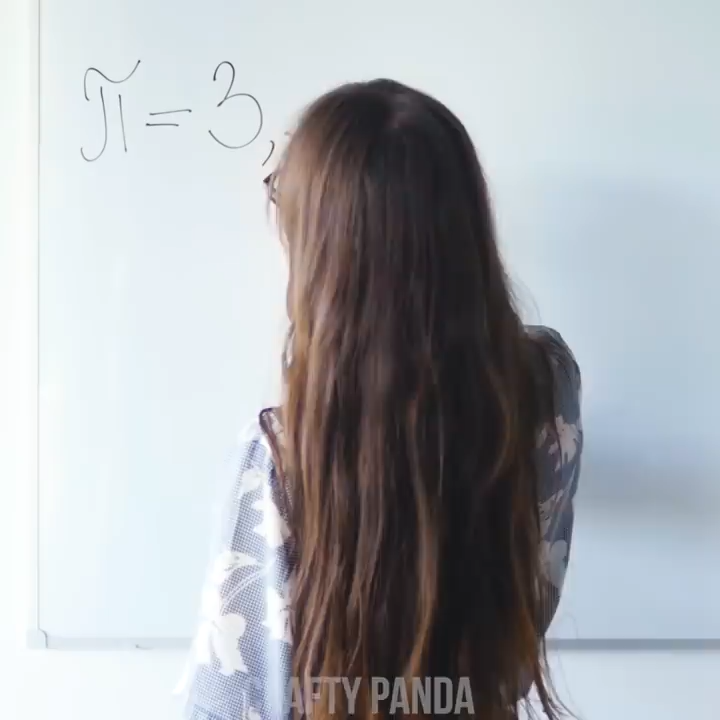 π = 3,
AFTY PANDA